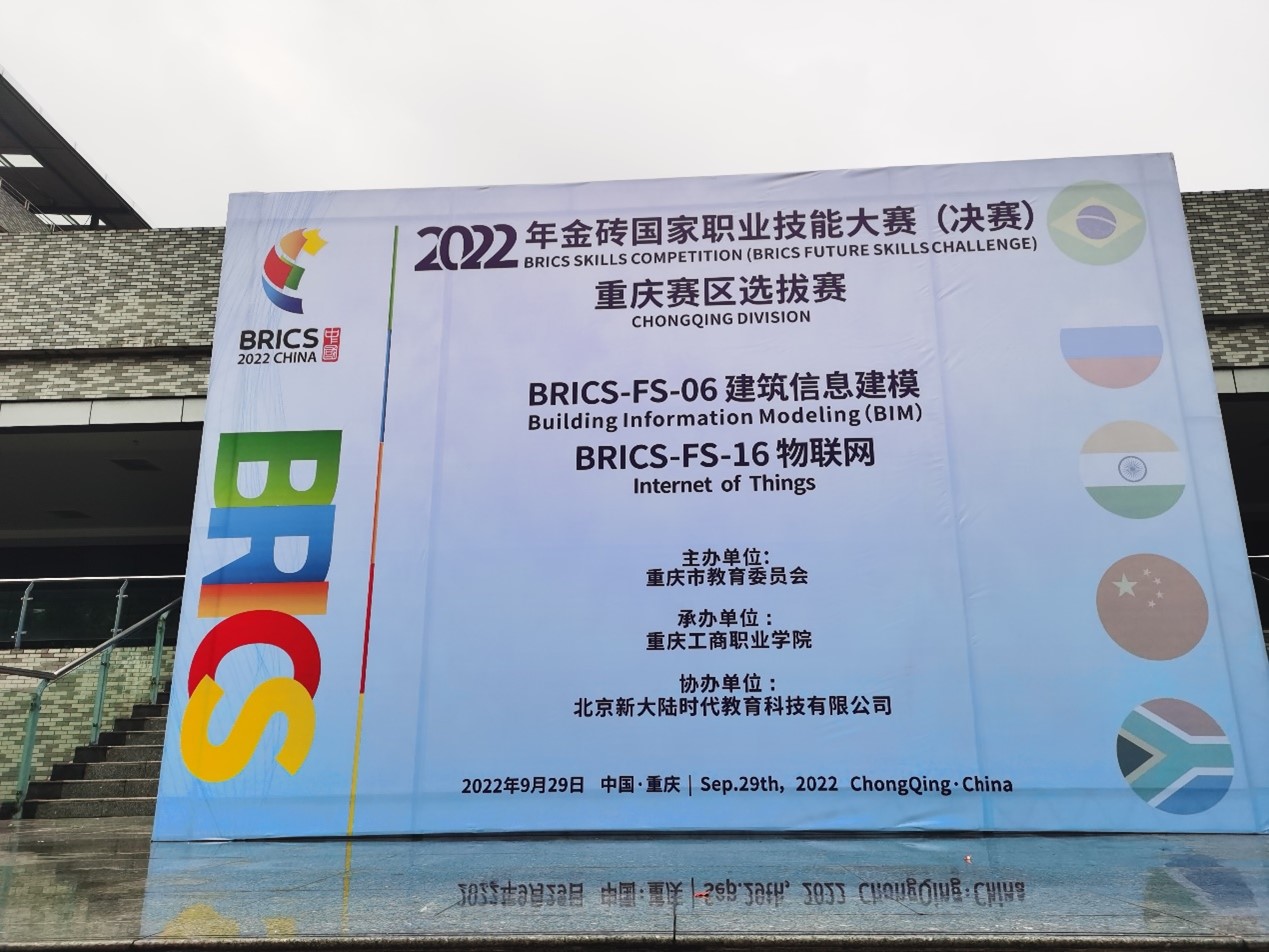 BRICS
2022 CHINA
中国
BRICS
2022年金砖国家职业技能大赛（决赛）
BRICS SKILLS COMPETITION (BRICS FUTURE SKILLS CHALLENGE)
重庆赛区选拔赛
CHONGQING DIVISION
BRICS-FS-06 建筑信息建模
Building Information Modeling (BIM)
BRICS-FS-16 物联网
Internet of Things
主办单位：
重庆市教育委员会
承办单位：
重庆工商职业学院
协办单位：
北京新大陆时代教育科技有限公司
2022年9月29日 中国·重庆 | Sep.29th, 2022 ChongQing·China